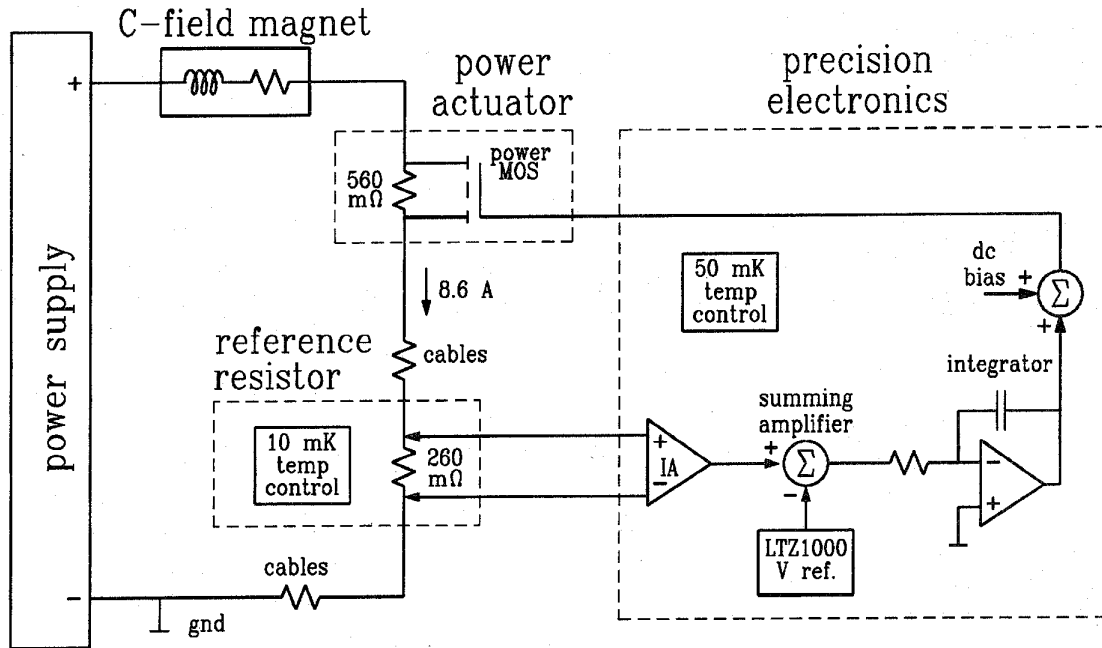 C-field magnet
power
actuator
precision
electronics
+
power
MOS
560
mΩ
50 mK
temp
control
dc
bias
+
Σ
+
8.6 A
power supply
reference
resistor
cables
integrator
summing
amplifier
10 mK
temp
control
260
mΩ
+
IA
−
+
Σ
−
−
+
LTZ1000
V ref.
cables
−
gnd